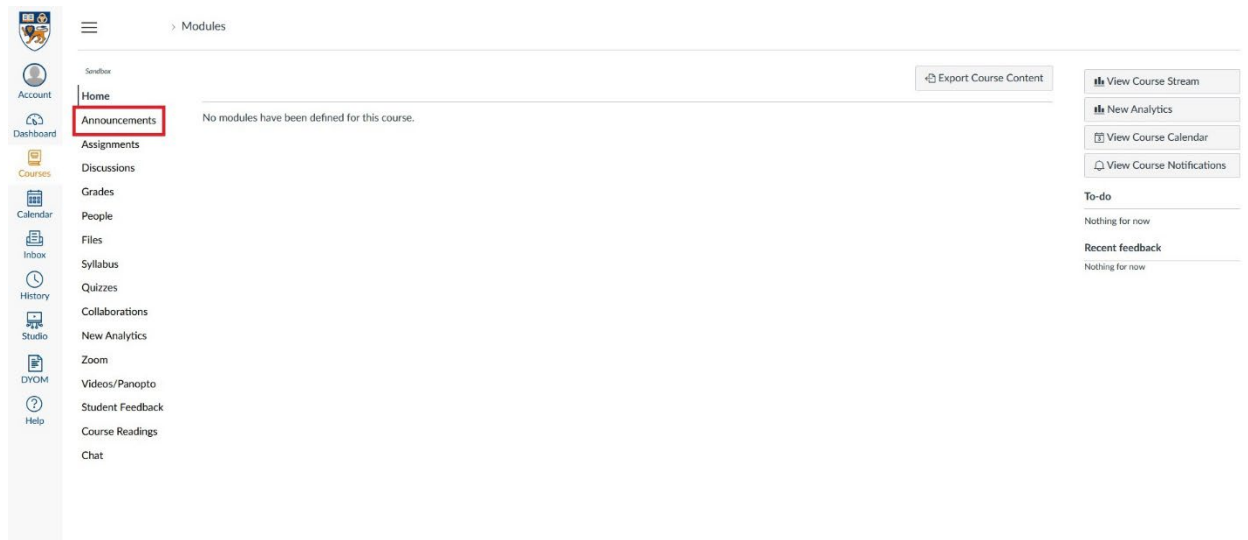 > Modules
Account
Dashboard
Courses
Calendar
Inbox
History
Studio
DYOM
Help
Sandbox
Home
Announcements
Assignments
Discussions
Grades
People
Files
Syllabus
Quizzes
Collaborations
New Analytics
Zoom
Videos/Panopto
Student Feedback
Course Readings
Chat
Export Course Content
No modules have been defined for this course.
View Course Stream
New Analytics
View Course Calendar
View Course Notifications
To-do
Nothing for now
Recent feedback
Nothing for now